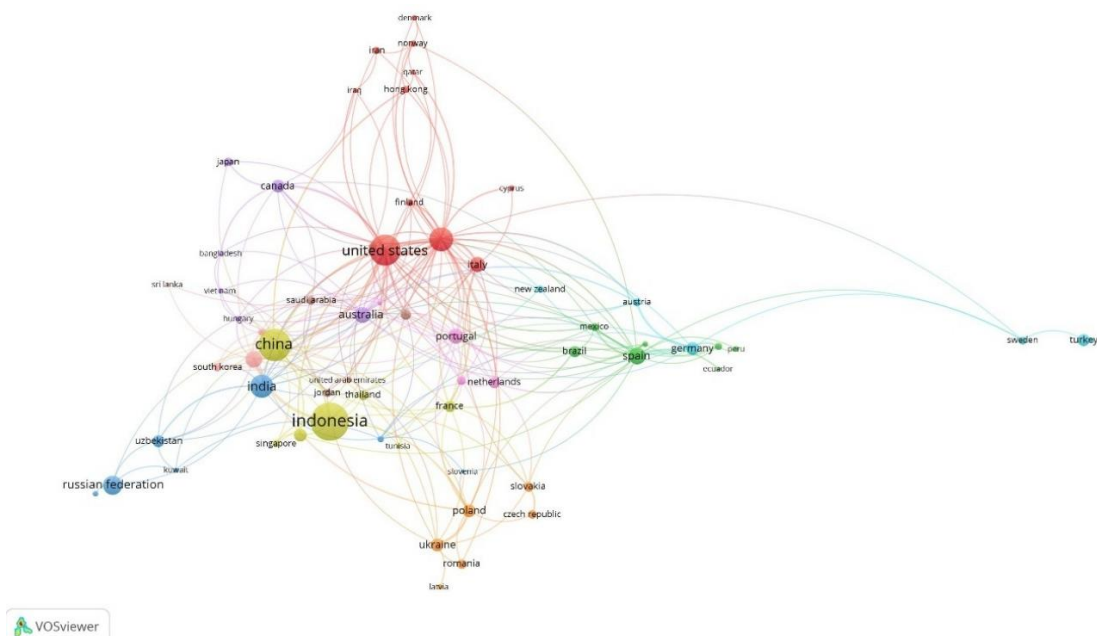 denmark
norway
iran
qatar
iraq
hong kong
japan
canada
cyprus
finland
united states
italy
bangladesh
sri lanka
vietnam
new zealand
saudi arabia
austria
australia
hungary
mexico
portugal
china
sweden
turkey
germany
peru
brazil
spain
south korea
ecuador
united arab emirates
netherlands
india
jordan
thailand
france
indonesia
uzbekistan
singapore
tunisia
kuwait
slovenia
russian federation
slovakia
poland
czech republic
ukraine
romania
latvia
VOSviewer